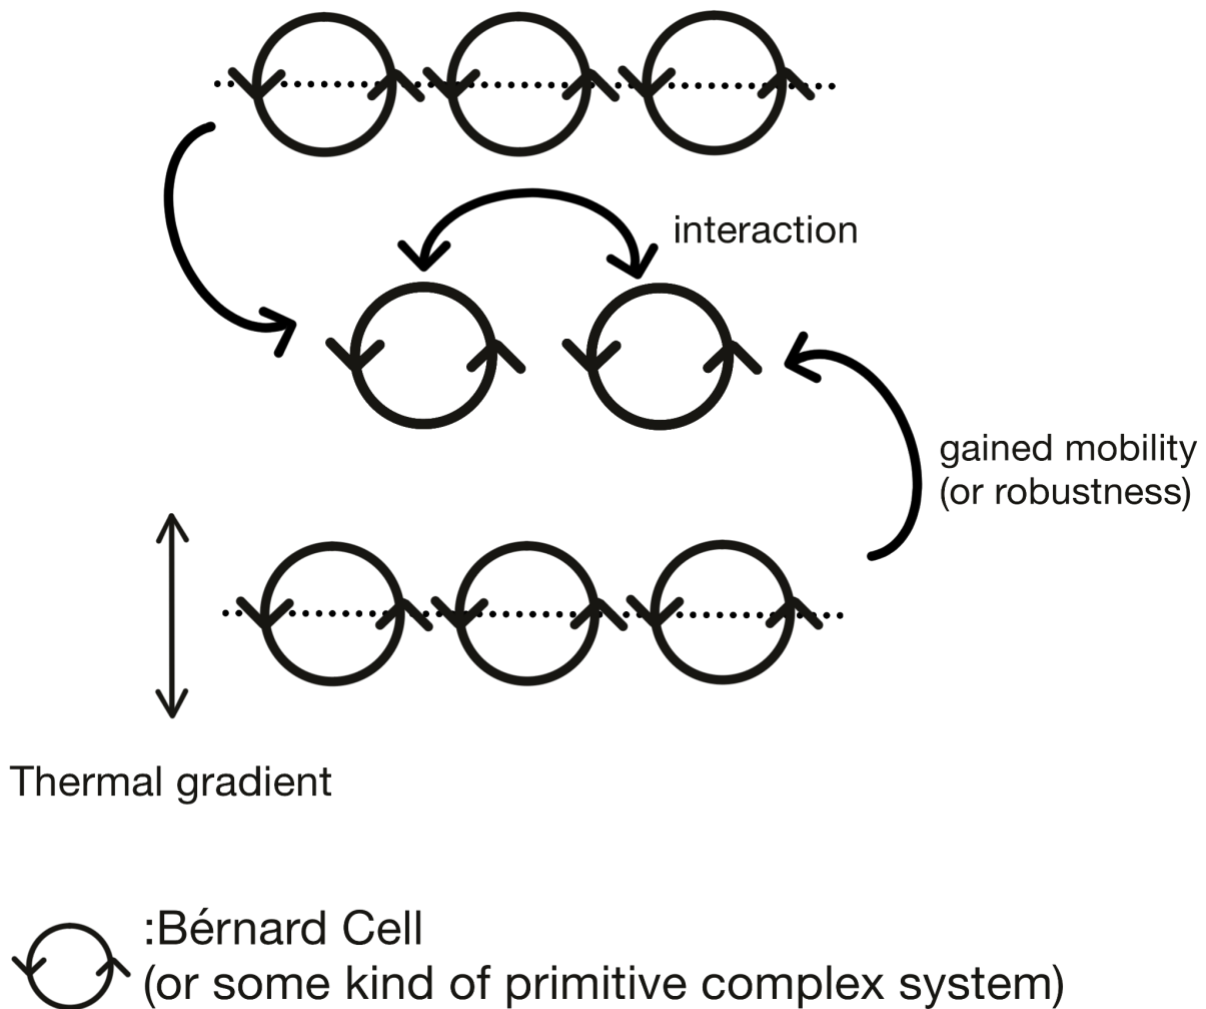 interaction
gained mobility
(or robustness)
Thermal gradient
:Bérnard Cell
(or some kind of primitive complex system)